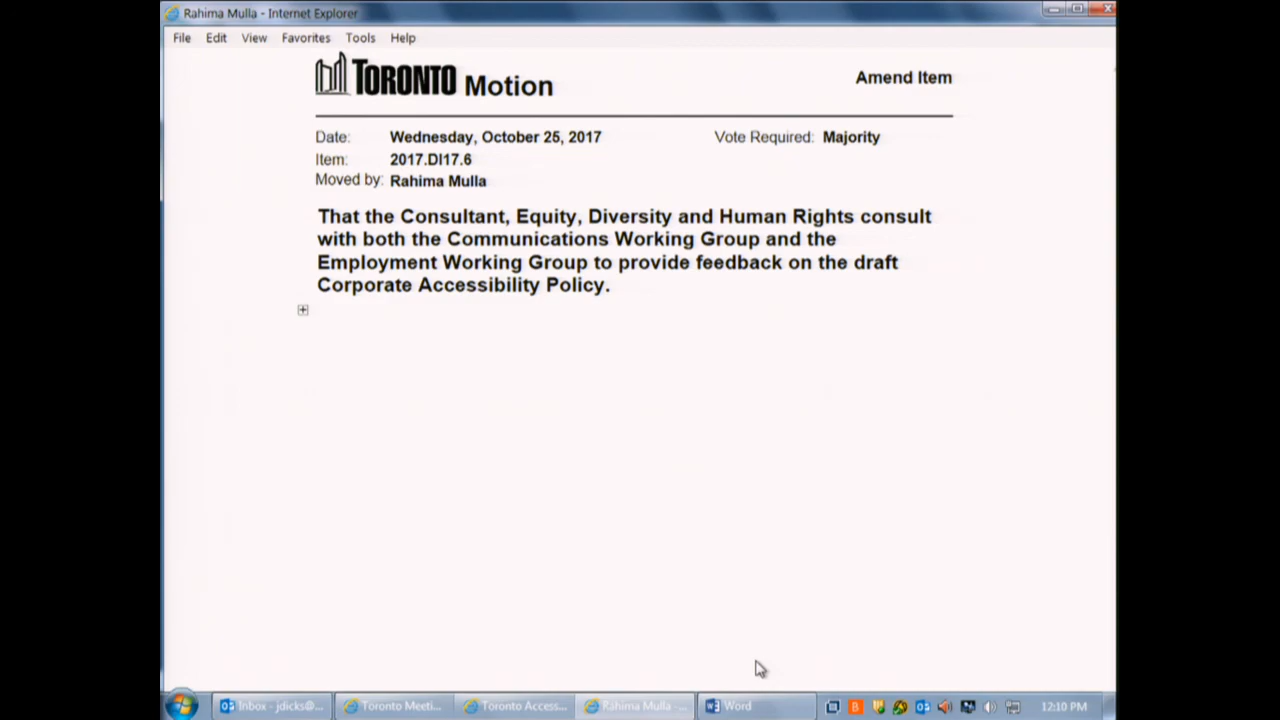 Rahima Mulla - Internet Explorer
File Edit View Favorites Tools Help
TORONTO Motion
Amend Item
Date: Wednesday, October 25, 2017 Vote Required: Majority
Item: 2017.DI17.6
Moved by: Rahima Mulla
That the Consultant, Equity, Diversity and Human Rights consult
with both the Communications Working Group and the
Employment Working Group to provide feedback on the draft
Corporate Accessibility Policy.
Inbox - jdicks@... Toronto Meeti... Toronto Access... Rahima Mulla -... Word 12:10 PM